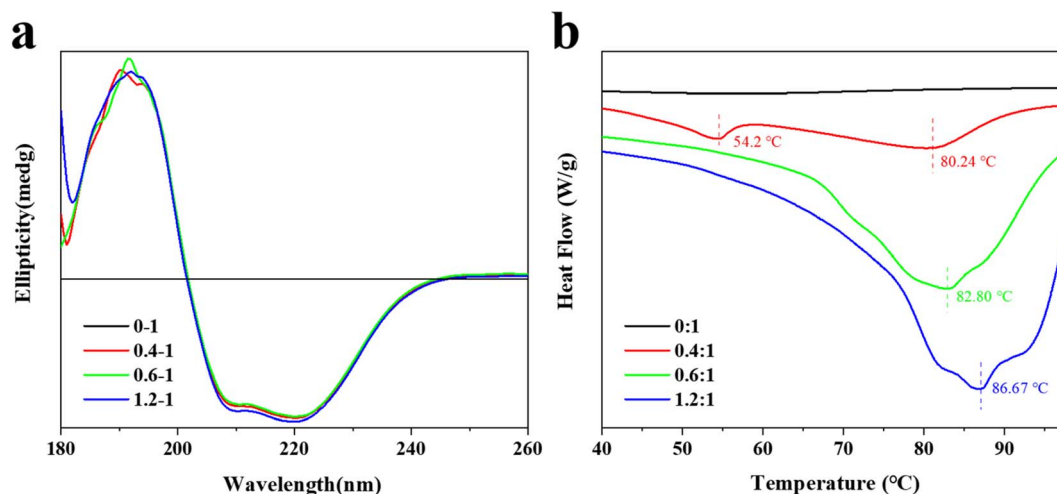 a
Ellipticity(medg)
0-1
0.4-1
0.6-1
1.2-1
180 200 220 240 260
Wavelength(nm)
b
Heat Flow (W/g)
54.2 ℃
80.24 ℃
82.80 ℃
86.67 ℃
0:1
0.4:1
0.6:1
1.2:1
40 50 60 70 80 90
Temperature (℃)